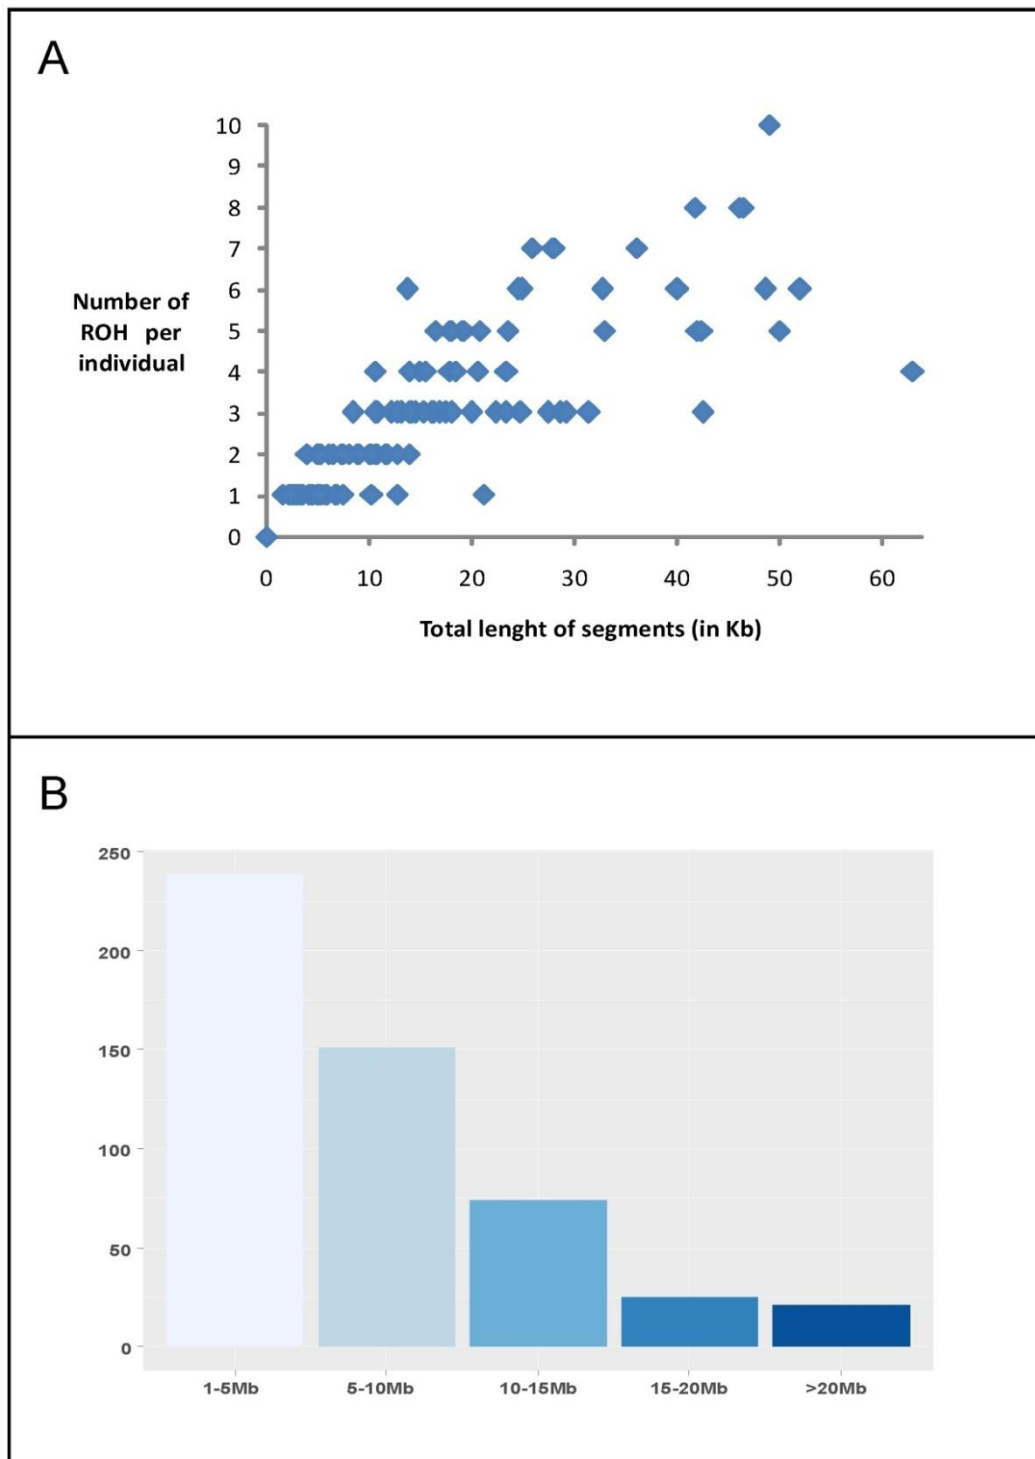 A
10
9
8
7
6
5
4
3
2
1
0
Number of
ROH per
individual
0 10 20 30 40 50 60
Total lenght of segments (in Kb)
B
250
200
150
100
50
0
1-5Mb 5-10Mb 10-15Mb 15-20Mb >20Mb